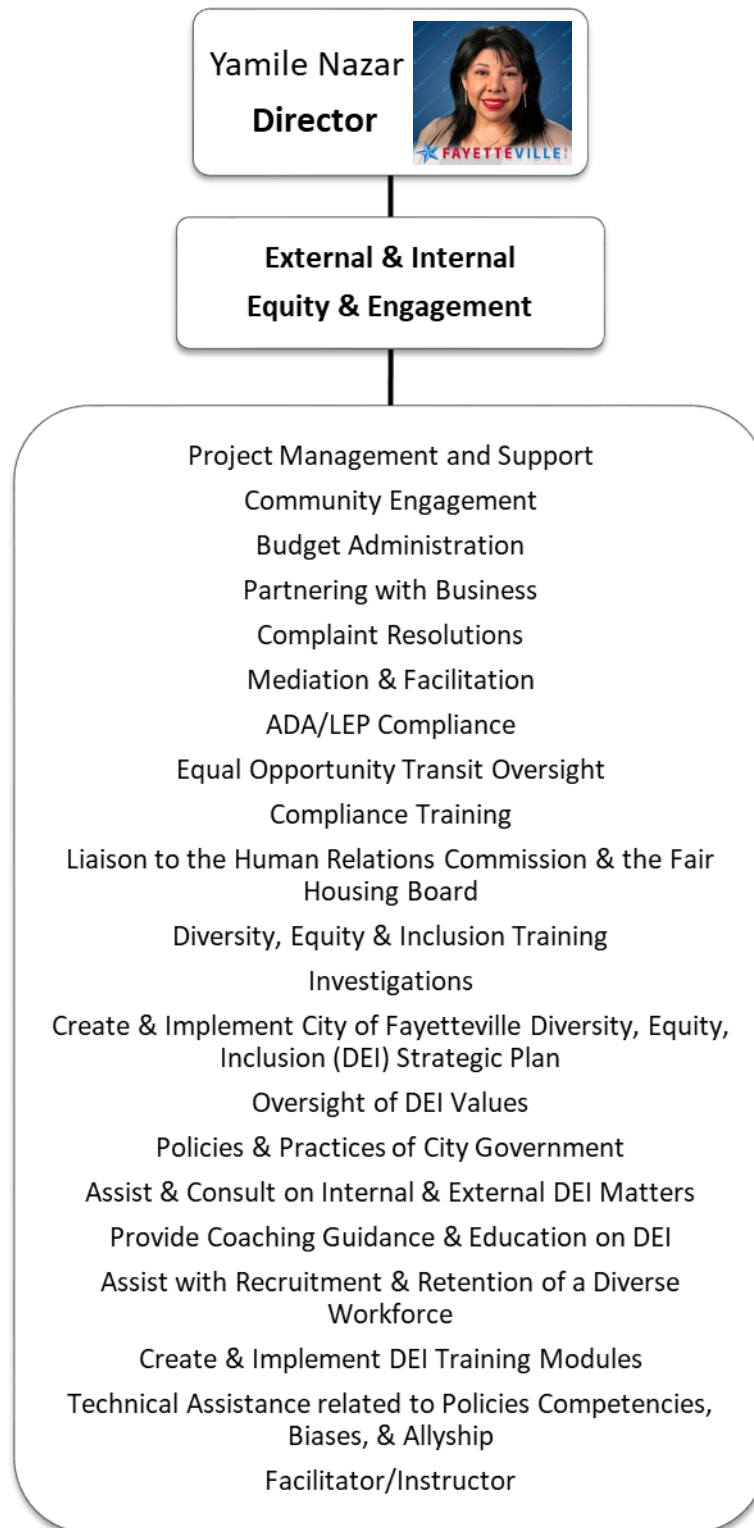 Yamile Nazar
Director
FAYETTEVILLE
External & Internal
Equity & Engagement
Project Management and Support
Community Engagement
Budget Administration
Partnering with Business
Complaint Resolutions
Mediation & Facilitation
ADA/LEP Compliance
Equal Opportunity Transit Oversight
Compliance Training
Liaison to the Human Relations Commission & the Fair
Housing Board
Diversity, Equity & Inclusion Training
Investigations
Create & Implement City of Fayetteville Diversity, Equity,
Inclusion (DEI) Strategic Plan
Oversight of DEI Values
Policies & Practices of City Government
Assist & Consult on Internal & External DEI Matters
Provide Coaching Guidance & Education on DEI
Assist with Recruitment & Retention of a Diverse
Workforce
Create & Implement DEI Training Modules
Technical Assistance related to Policies Competencies,
Biases, & Allyship
Facilitator/Instructor